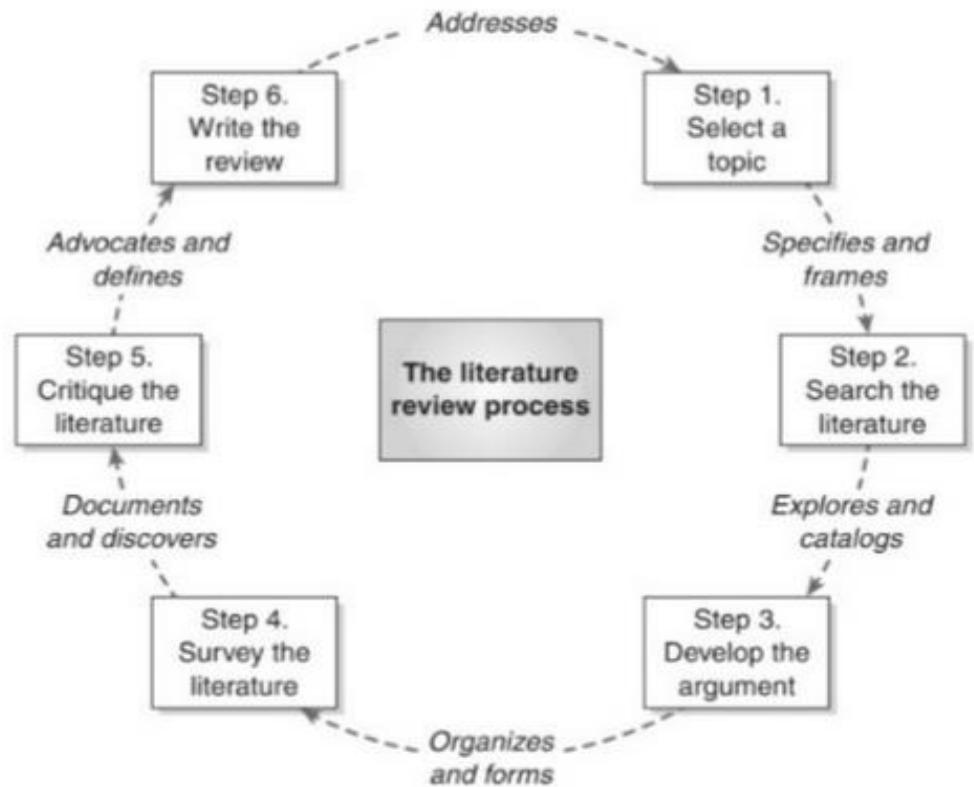 Addresses
Step 6.
Write the
review
Step 1.
Select a
topic
Advocates and
defines
Specifies and
frames
Step 5.
Critique the
literature
The literature
review process
Step 2.
Search the
literature
Documents
and discovers
Explores and
catalogs
Step 4.
Survey the
literature
Step 3.
Develop the
argument
Organizes
and forms